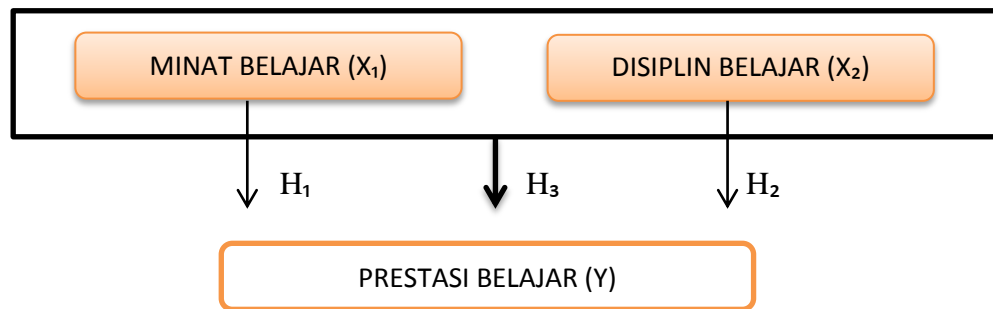 MINAT BELAJAR (X₁)
DISIPLIN BELAJAR (X₂)
H₁
H₃
H₂
PRESTASI BELAJAR (Y)